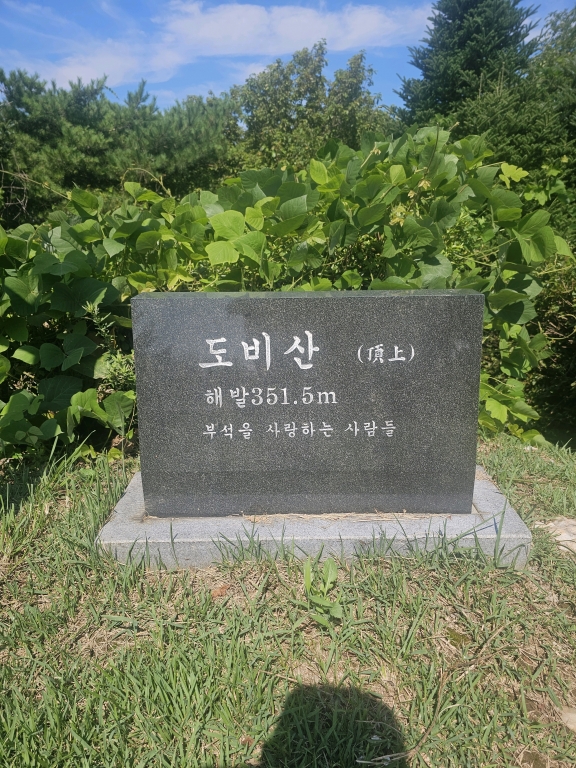 도비산 (頂上)
해발351.5m
부석을 사랑하는 사람들